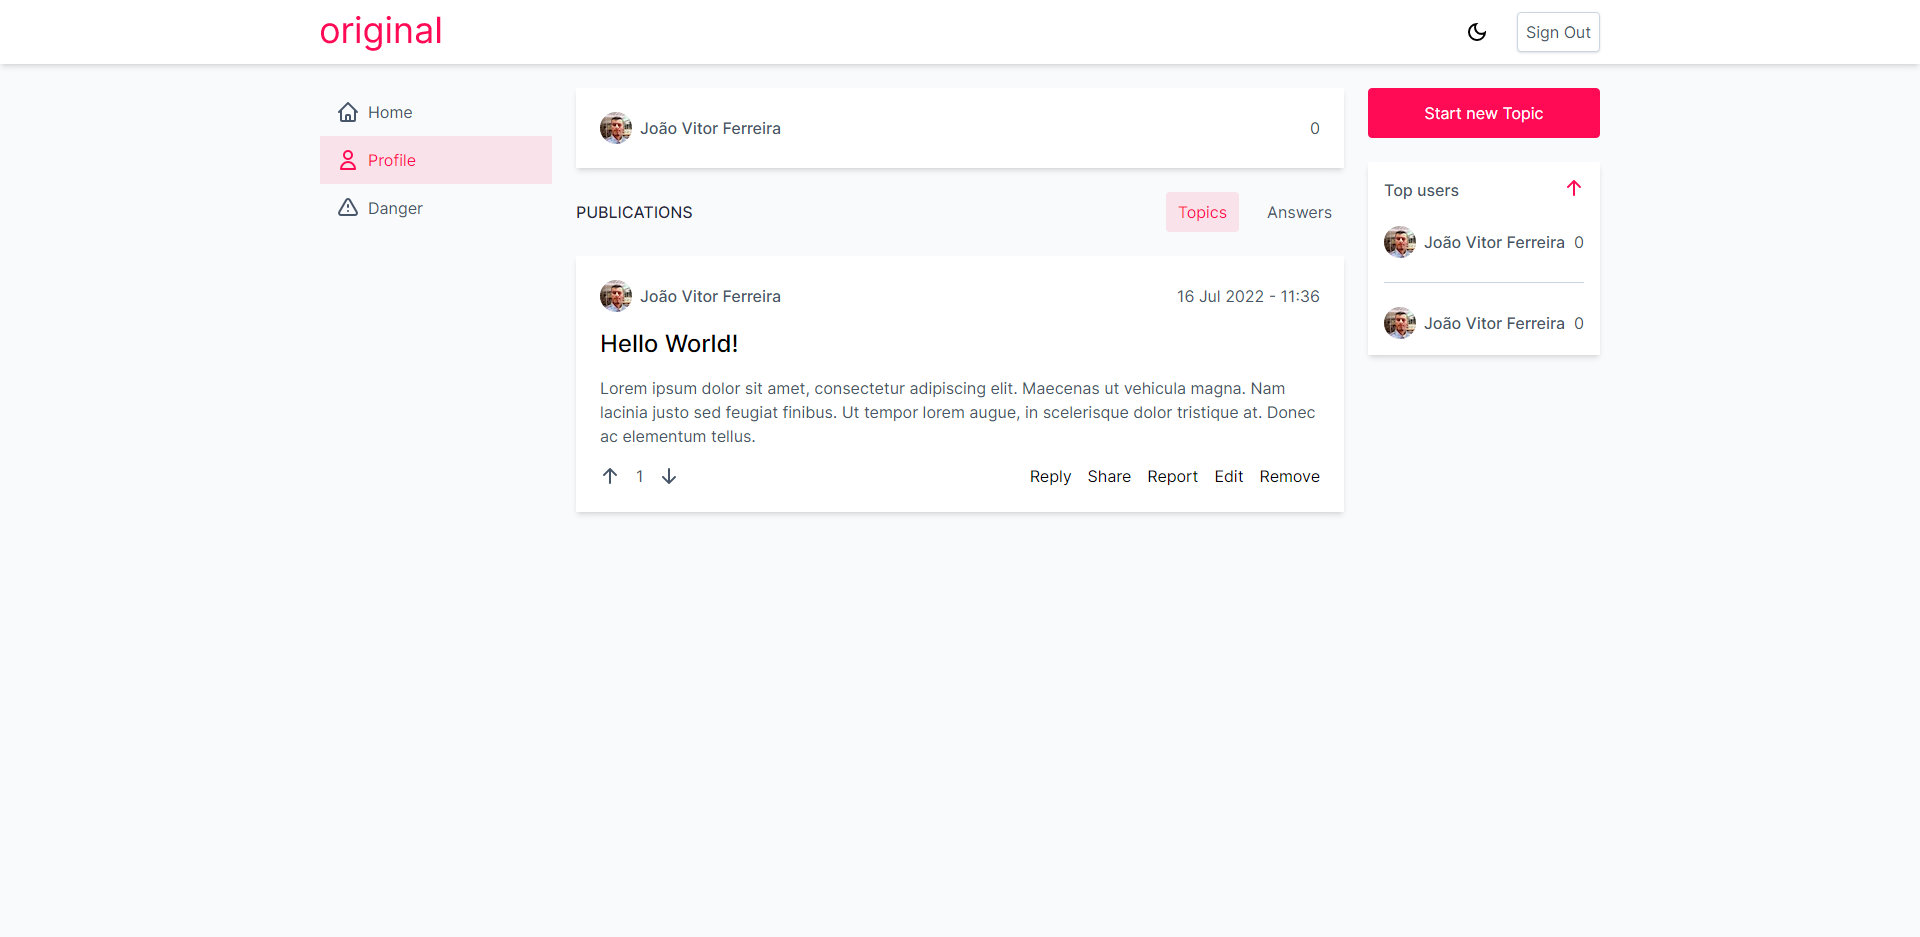 original
Sign Out
Home
Profile
Danger
João Vitor Ferreira 0
PUBLICATIONS
Topics
Answers
João Vitor Ferreira
16 Jul 2022 - 11:36
Hello World!
Lorem ipsum dolor sit amet, consectetur adipiscing elit. Maecenas ut vehicula magna. Nam
lacinia justo sed feugiat finibus. Ut tempor lorem augue, in scelerisque dolor tristique at. Donec
ac elementum tellus.
1
Reply Share Report Edit Remove
Start new Topic
Top users
João Vitor Ferreira 0
João Vitor Ferreira 0